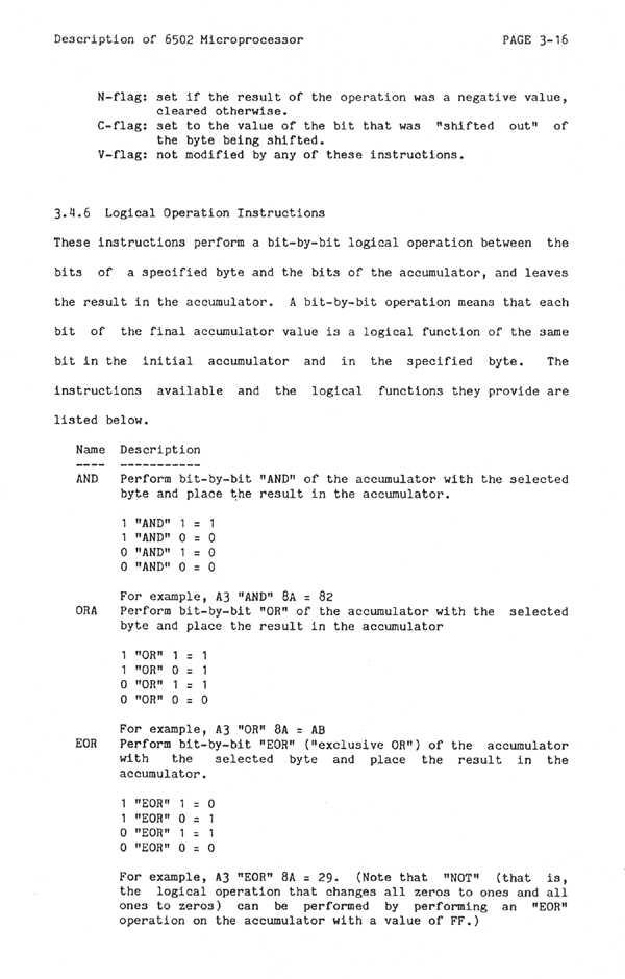 Description of 6502 Microprocessor PAGE 3-16
N-flag: set if the result of the operation was a negative value,
cleared otherwise.
C-flag: set to the value of the bit that was "shifted out" of
the byte being shifted.
V-flag: not modified by any of these instructions.
3.4.6 Logical Operation Instructions
These instructions perform a bit-by-bit logical operation between the
bits of a specified byte and the bits of the accumulator, and leaves
the result in the accumulator. A bit-by-bit operation means that each
bit of the final accumulator value is a logical function of the same
bit in the initial accumulator and in the specified byte. The
instructions available and the logical functions they provide are
listed below.
Name Description
---- -----------
AND Perform bit-by-bit "AND" of the accumulator with the selected
byte and place the result in the accumulator.
1 "AND" 1 = 1
1 "AND" 0 = 0
0 "AND" 1 = 0
0 "AND" 0 = 0
For example, A3 "AND" 8A = 82
ORA Perform bit-by-bit "OR" of the accumulator with the selected
byte and place the result in the accumulator
1 "OR" 1 = 1
1 "OR" 0 = 1
0 "OR" 1 = 1
0 "OR" 0 = 0
For example, A3 "OR" 8A = AB
EOR Perform bit-by-bit "EOR" ("exclusive OR") of the accumulator
with the selected byte and place the result in the
accumulator.
1 "EOR" 1 = 0
1 "EOR" 0 = 1
0 "EOR" 1 = 1
0 "EOR" 0 = 0
For example, A3 "EOR" 8A = 29. (Note that "NOT" (that is,
the logical operation that changes all zeros to ones and all
ones to zeros) can be performed by performing an "EOR"
operation on the accumulator with a value of FF.)